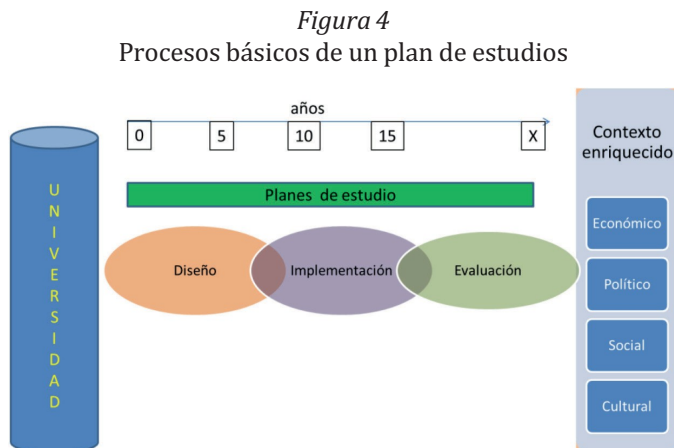 Figura 4
Procesos básicos de un plan de estudios
años
0 5 10 15 X
Planes de estudio
Diseño Implementación Evaluación
UNIVERSIDAD
Contexto
enriquecido
Económico
Político
Social
Cultural